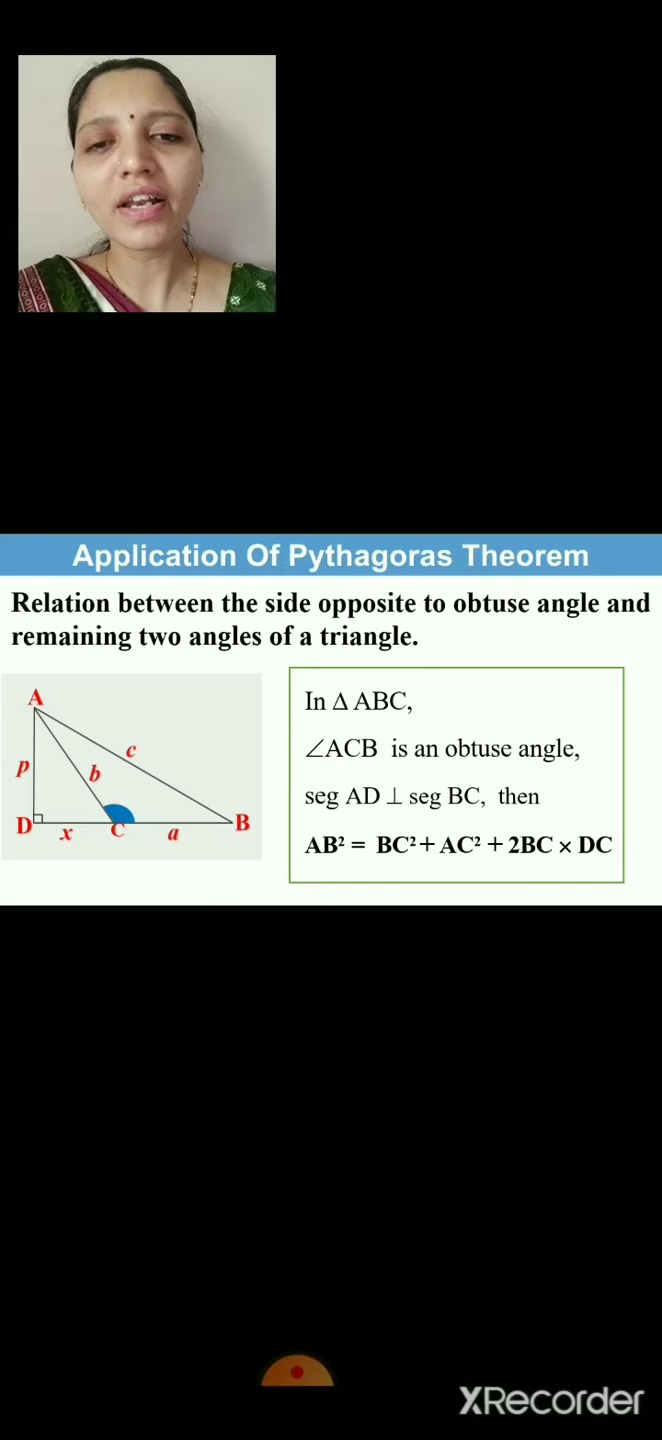 Application Of Pythagoras Theorem
Relation between the side opposite to obtuse angle and
remaining two angles of a triangle.
A
c
p
b
D
x
C
a
B
In Δ ABC,
∠ACB is an obtuse angle,
seg AD ⊥ seg BC, then
AB² = BC² + AC² + 2BC × DC
XRecorder